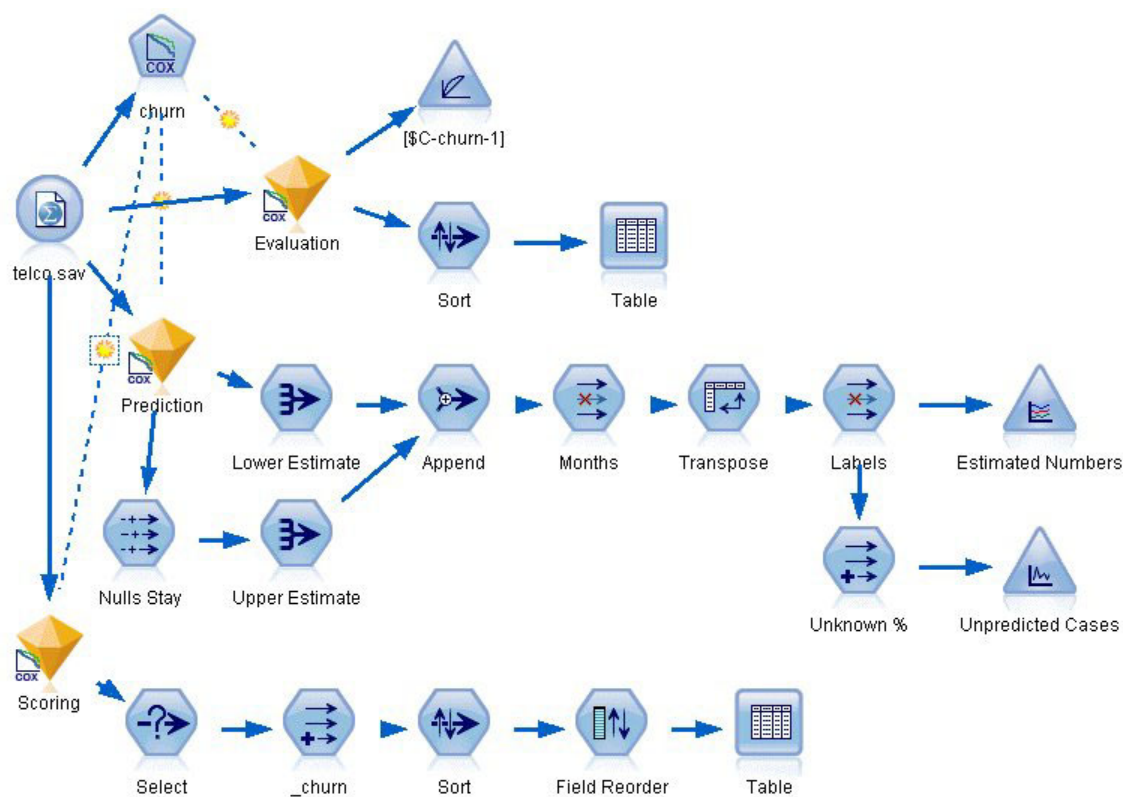 COX
churn
[$C-churn-1]
COX
Evaluation
telco.sav
Sort
Table
COX
Prediction
Lower Estimate
Append
Months
Transpose
Labels
Estimated Numbers
Nulls Stay
Upper Estimate
Unknown %
Unpredicted Cases
COX
Scoring
Select
_churn
Sort
Field Reorder
Table